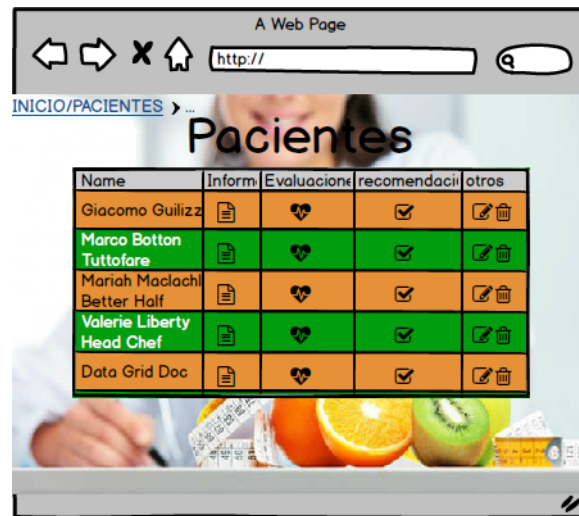 A Web Page
http://
INICIO/PACIENTES ...
Pacientes
Name Inform Evaluacione recomendaci otros
Giacomo Guilizz
Marco Botton
Tuttofare
Mariah Maclachl
Better Half
Valerie Liberty
Head Chef
Data Grid Doc